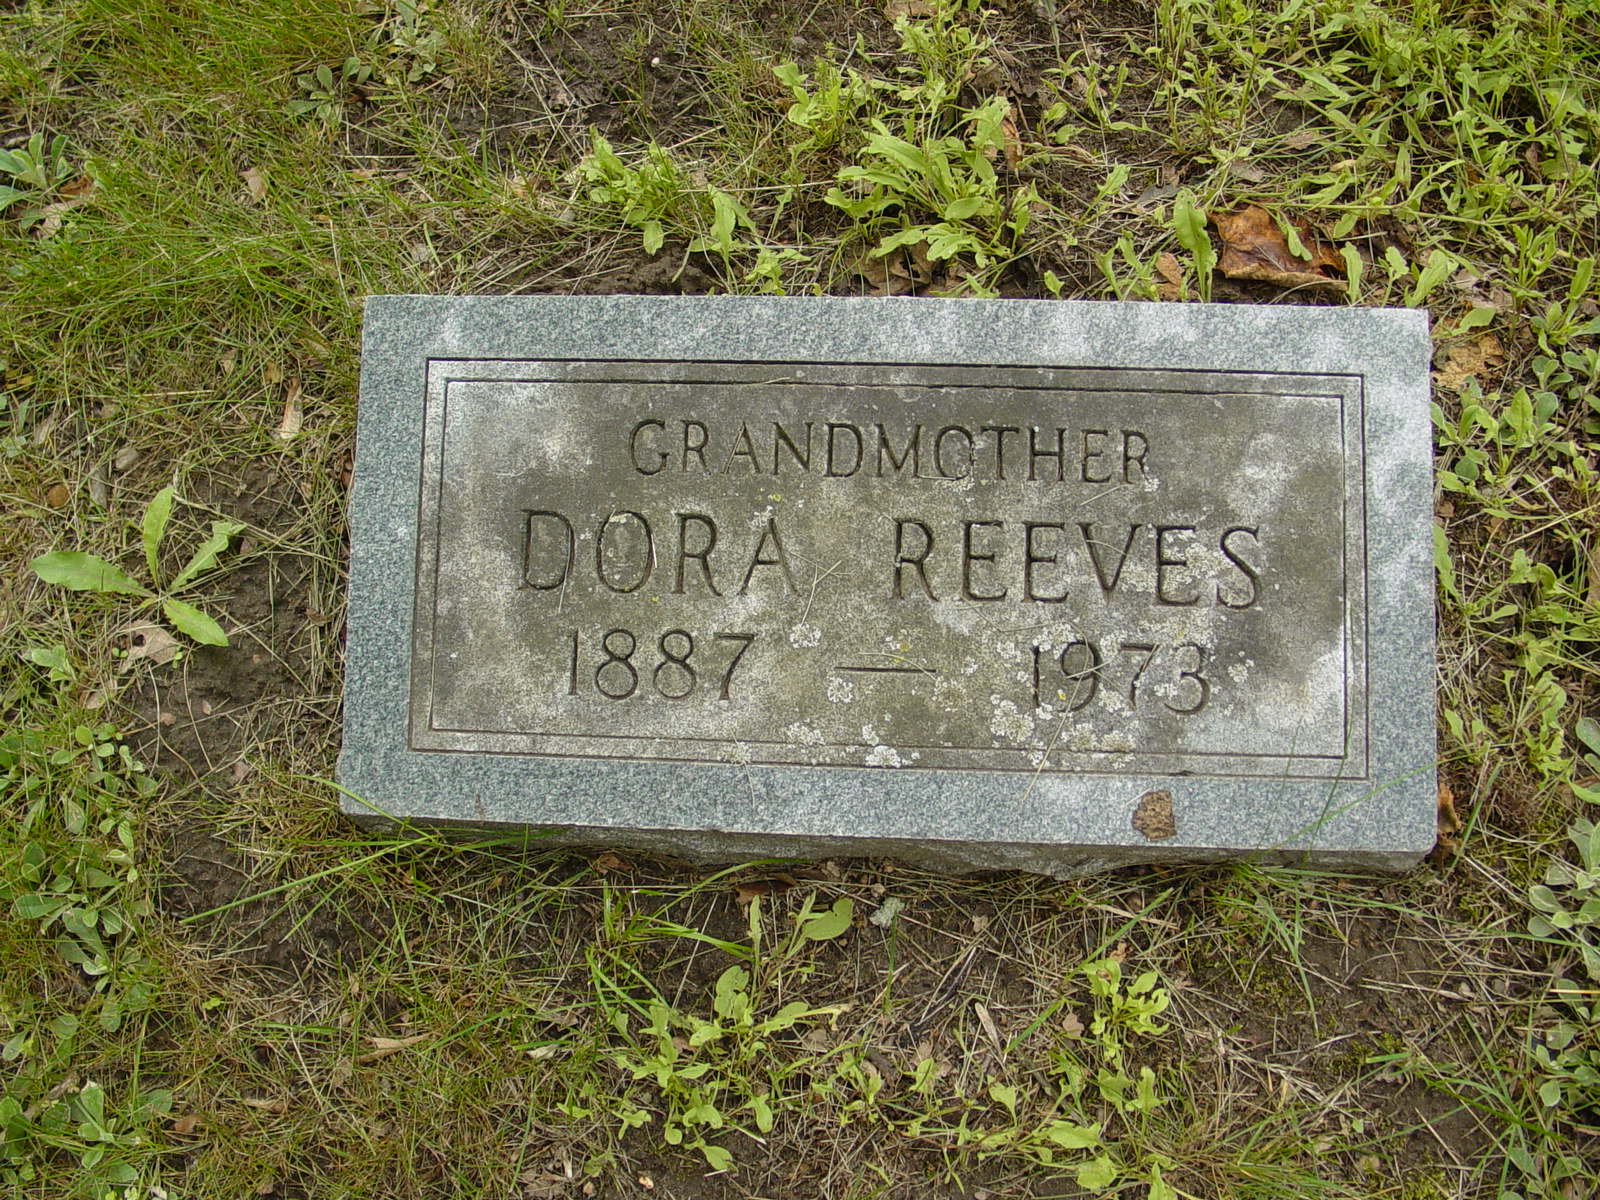 GRANDMOTHER
DORA REEVES
1887 — 1973